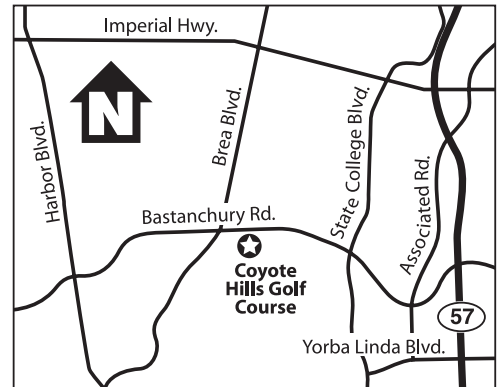 Imperial Hwy.
N
Harbor Blvd.
Brea Blvd.
State College Blvd.
Associated Rd.
Bastanchury Rd.
Coyote
Hills Golf
Course
57
Yorba Linda Blvd.